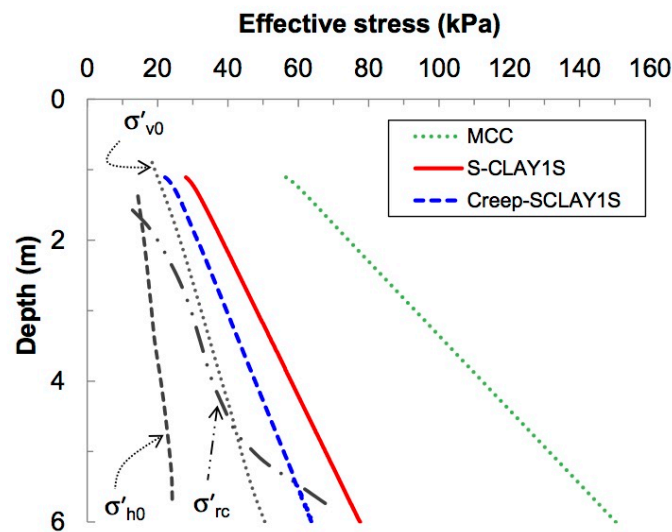 Effective stress (kPa)
0 20 40 60 80 100 120 140 160
0
σ'v0
MCC
S-CLAY1S
Creep-SCLAY1S
2
Depth (m)
4
σ'h0
σ'rc
6